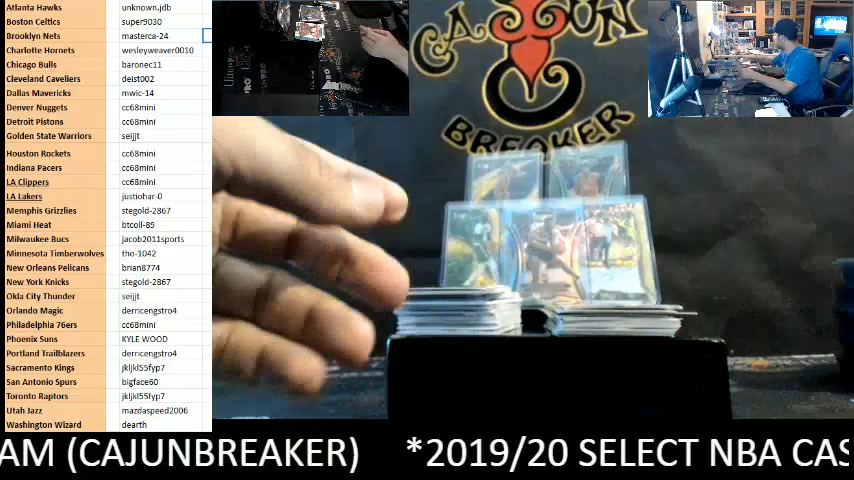 Atlanta Hawks unknown.jdb
Boston Celtics super9030
Brooklyn Nets masterca-24
Charlotte Hornets wesleyweaver0010
Chicago Bulls baronec11
Cleveland Caveliers deist002
Dallas Mavericks mwic-14
Denver Nuggets cc68mini
Detroit Pistons cc68mini
Golden State Warriors seijjt
Houston Rockets cc68mini
Indiana Pacers cc68mini
LA Clippers cc68mini
LA Lakers justiohar-0
Memphis Grizzlies stegold-2867
Miami Heat btcoll-89
Milwaukee Bucs jacob2011sports
Minnesota Timberwolves tho-1042
New Orleans Pelicans brian8774
New York Knicks stegold-2867
Okla City Thunder seijjt
Orlando Magic derricengstro4
Philadelphia 76ers cc68mini
Phoenix Suns KYLE WOOD
Portland Trailblazers derricengstro4
Sacramento Kings jkljkl55fyp7
San Antonio Spurs bigface60
Toronto Raptors jkljkl55fyp7
Utah Jazz mazdaspeed2006
Washington Wizard dearth
CAJUN
BREAKER
AM (CAJUNBREAKER) *2019/20 SELECT NBA CAS